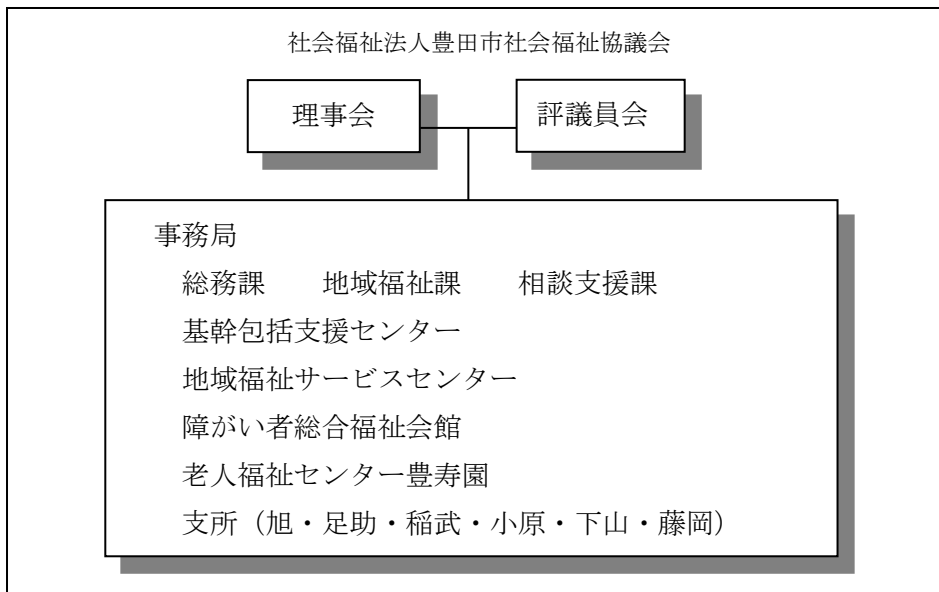 社会福祉法人豊田市社会福祉協議会
理事会　評議員会
事務局
総務課　　地域福祉課　　相談支援課
基幹包括支援センター
地域福祉サービスセンター
障がい者総合福祉会館
老人福祉センター豊寿園
支所（旭・足助・稲武・小原・下山・藤岡）